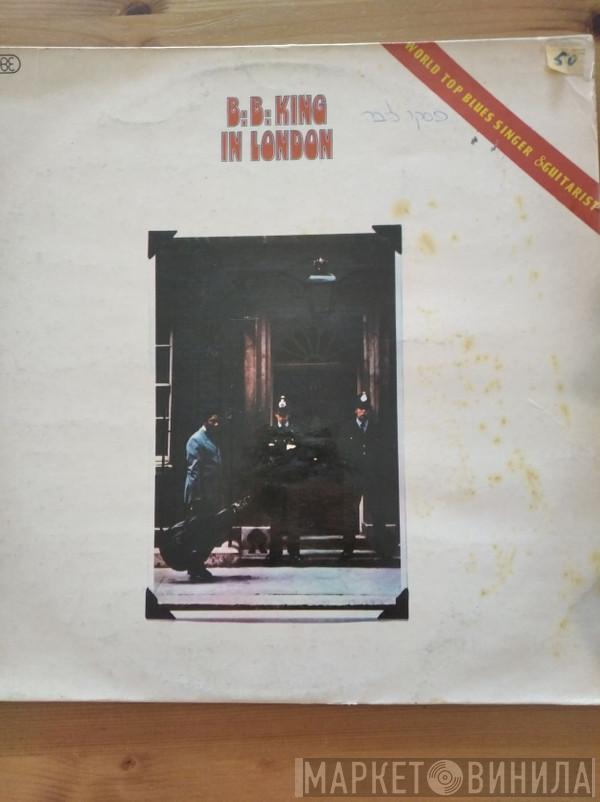 50
WORLD TOP BLUES SINGER & GUITARIST
B:B:KING
IN LONDON
МАРКЕТ ВИНИЛА